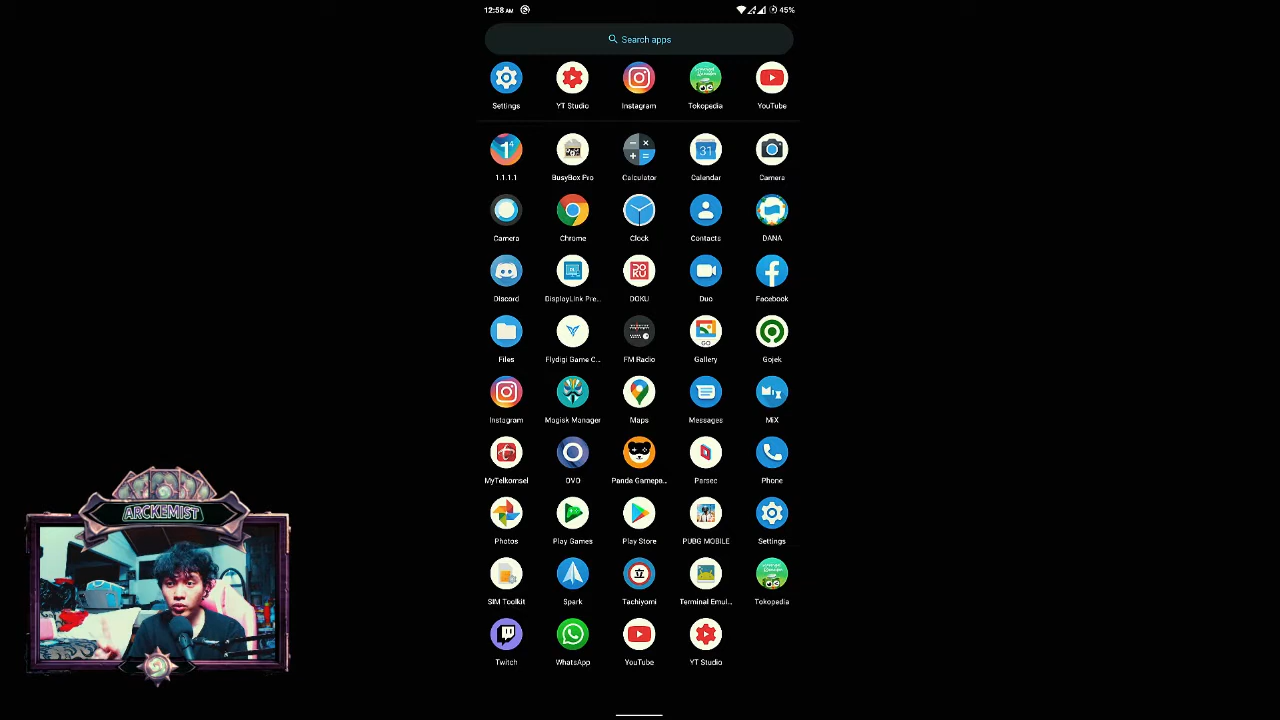 12:58 AM 45%
Search apps
Settings YT Studio Instagram Tokopedia YouTube
1.1.1.1 BusyBox Pro Calculator Calendar Camera
Camera Chrome Clock Contacts DANA
Discord DisplayLink Pre... DOKU Duo Facebook
Files Flydigi Game C... FM Radio Gallery Gojek
Instagram Magisk Manager Maps Messages MiX
MyTelkomsel OVO Panda Gamepa... Parsec Phone
Photos Play Games Play Store PUBG MOBILE Settings
SIM Toolkit Spark Tachiyomi Terminal Emul... Tokopedia
Twitch WhatsApp YouTube YT Studio
ARCKEMIST